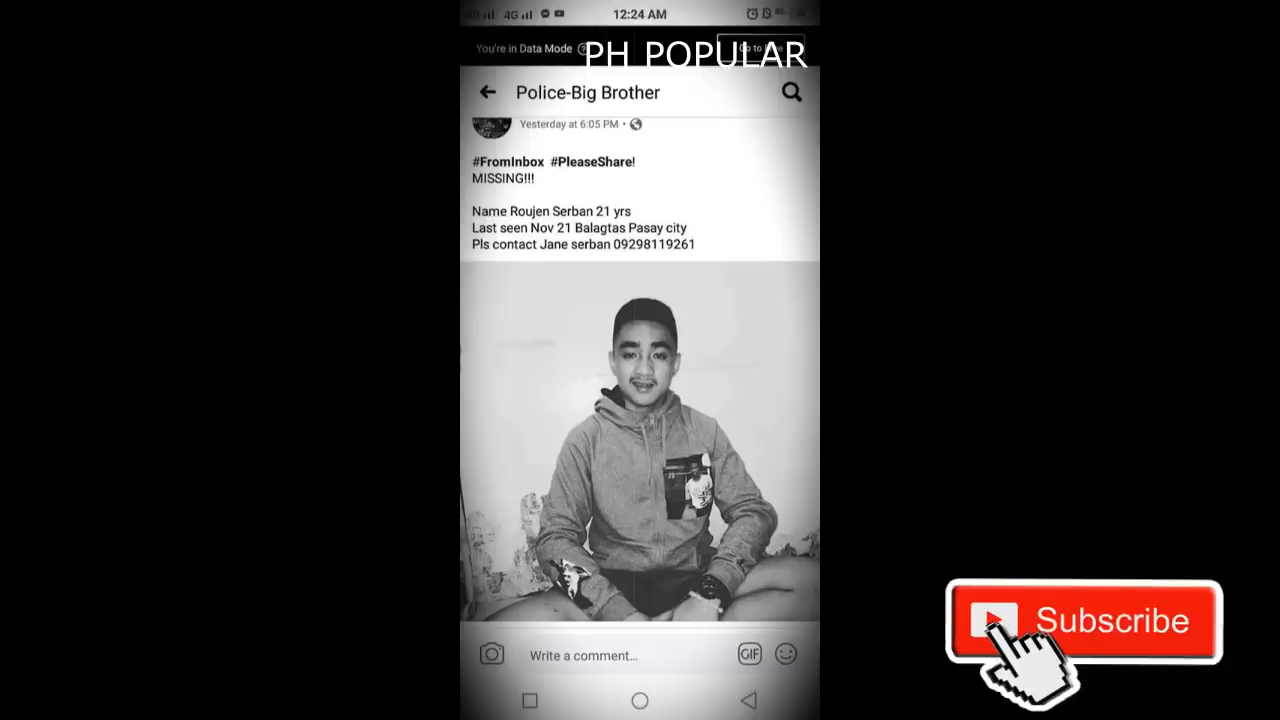 4G
12:24 AM
You're in Data Mode
PH POPULAR
Police-Big Brother
Yesterday at 6:05 PM
#FromInbox #PleaseShare!
MISSING!!!
Name Roujen Serban 21 yrs
Last seen Nov 21 Balagtas Pasay city
Pls contact Jane serban 09298119261
Write a comment...
GIF
Subscribe